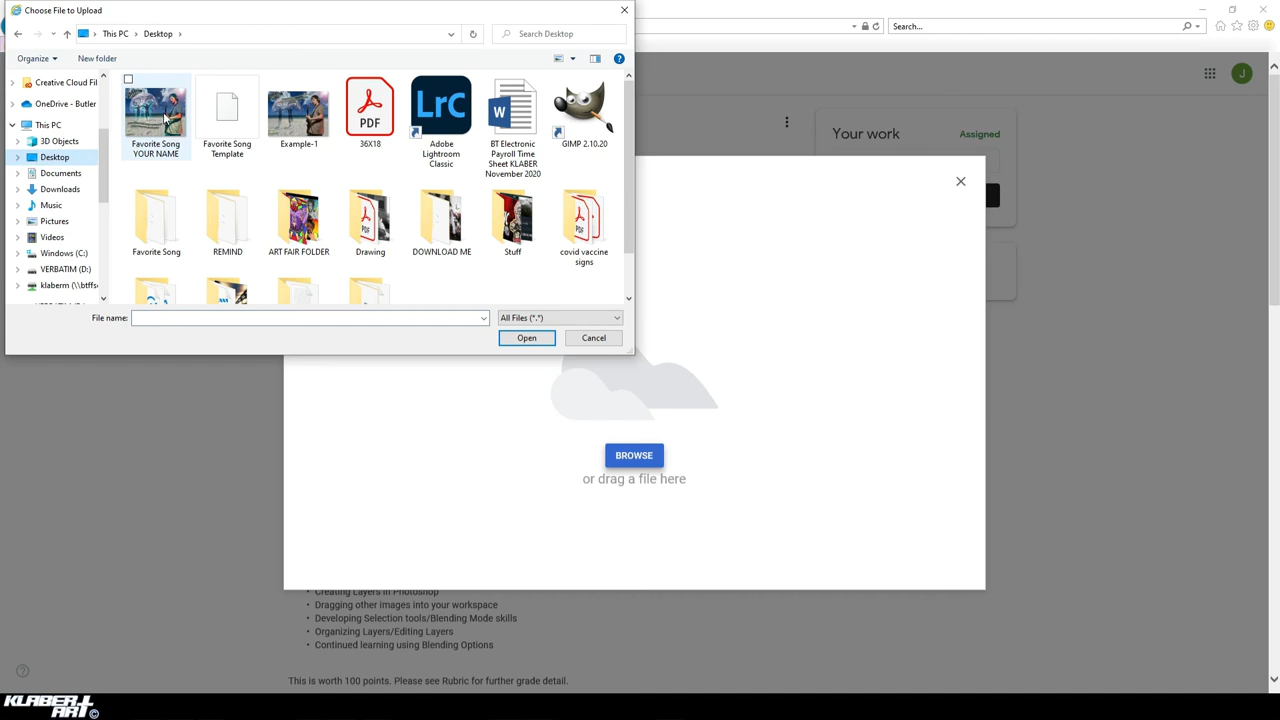 Choose File to Upload
This PC
Desktop
Search Desktop
Search...
Organize
New folder
Creative Cloud Fil
OneDrive - Butler
This PC
3D Objects
Desktop
Documents
Downloads
Music
Pictures
Videos
Windows (C:)
VERBATIM (D:)
klaberm (\\btffs
Favorite Song
YOUR NAME
Favorite Song
Template
Example-1
PDF
36X18
LrC
Adobe
Lightroom
Classic
W
BT Electronic
Payroll Time
Sheet KLABER
November 2020
GIMP 2.10.20
Favorite Song
REMIND
ART FAIR FOLDER
PDF
Drawing
DOWNLOAD ME
Stuff
PDF
covid vaccine
signs
File name:
All Files (*.*)
Open
Cancel
J
Your work
Assigned
BROWSE
or drag a file here
• Creating Layers in Photoshop
• Dragging other images into your workspace
• Developing Selection tools/Blending Mode skills
• Organizing Layers/Editing Layers
• Continued learning using Blending Options
This is worth 100 points. Please see Rubric for further grade detail.
KLABER
ART©